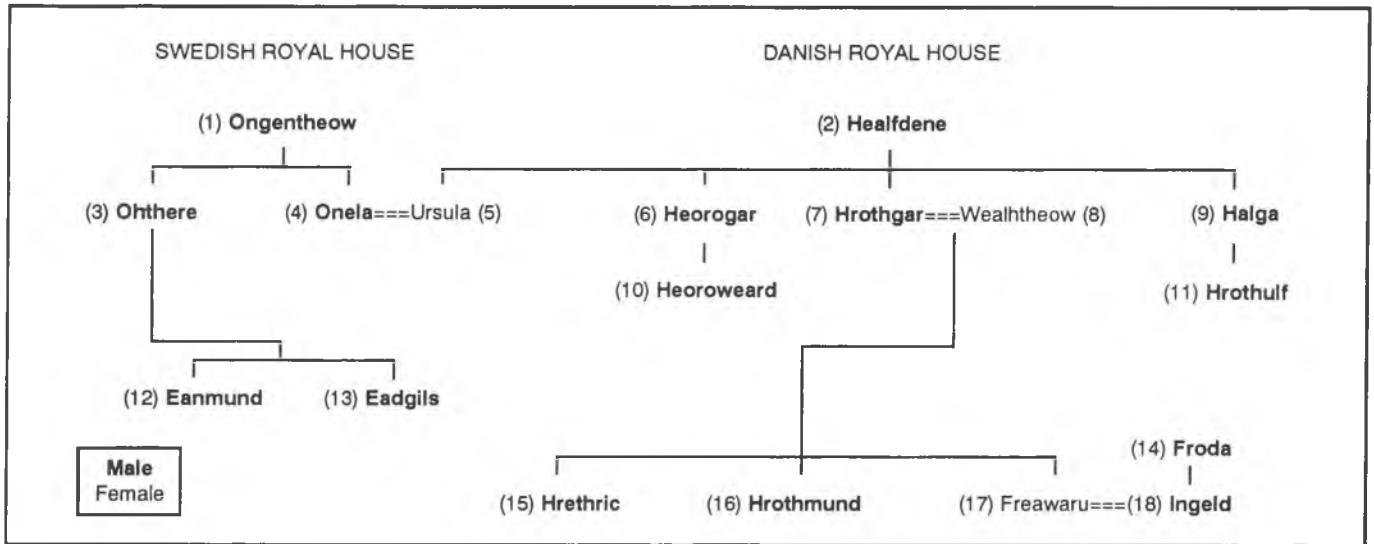 SWEDISH ROYAL HOUSE DANISH ROYAL HOUSE
(1) Ongentheow (2) Healfdene
(3) Ohthere (4) Onela===Ursula (5) (6) Heorogar (7) Hrothgar===Wealhtheow (8) (9) Halga
(10) Heoroweard (11) Hrothulf
(12) Eanmund (13) Eadgils
(14) Froda
Male
Female
(15) Hrethric (16) Hrothmund (17) Freawaru===(18) Ingeld